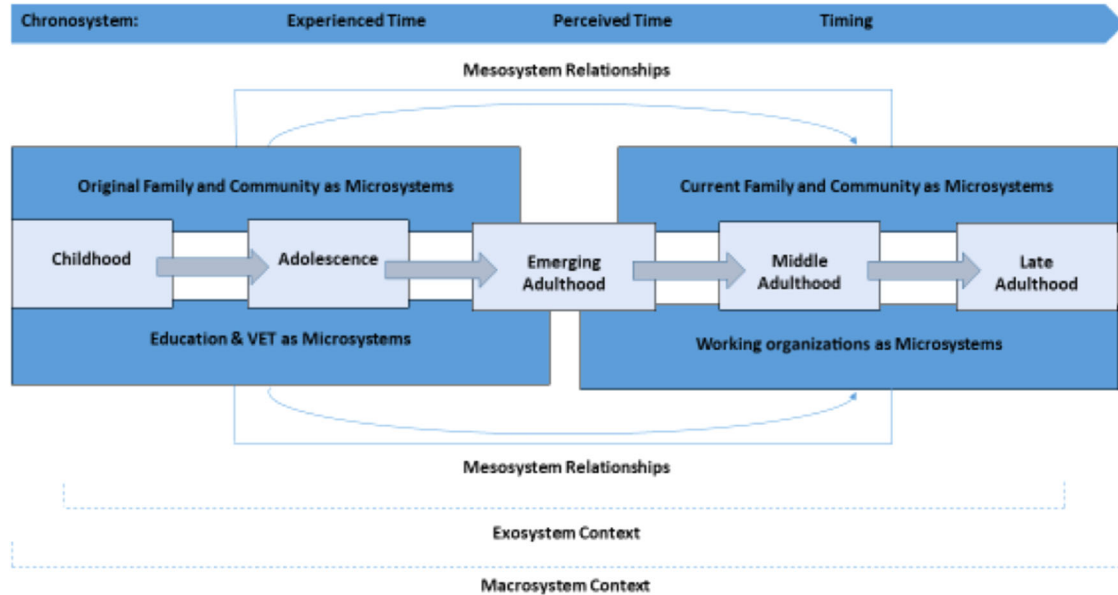 Chronosystem: Experienced Time Perceived Time Timing
Mesosystem Relationships
Original Family and Community as Microsystems
Current Family and Community as Microsystems
Childhood
Adolescence
Emerging
Adulthood
Middle
Adulthood
Late
Adulthood
Education & VET as Microsystems
Working organizations as Microsystems
Mesosystem Relationships
Exosystem Context
Macrosystem Context